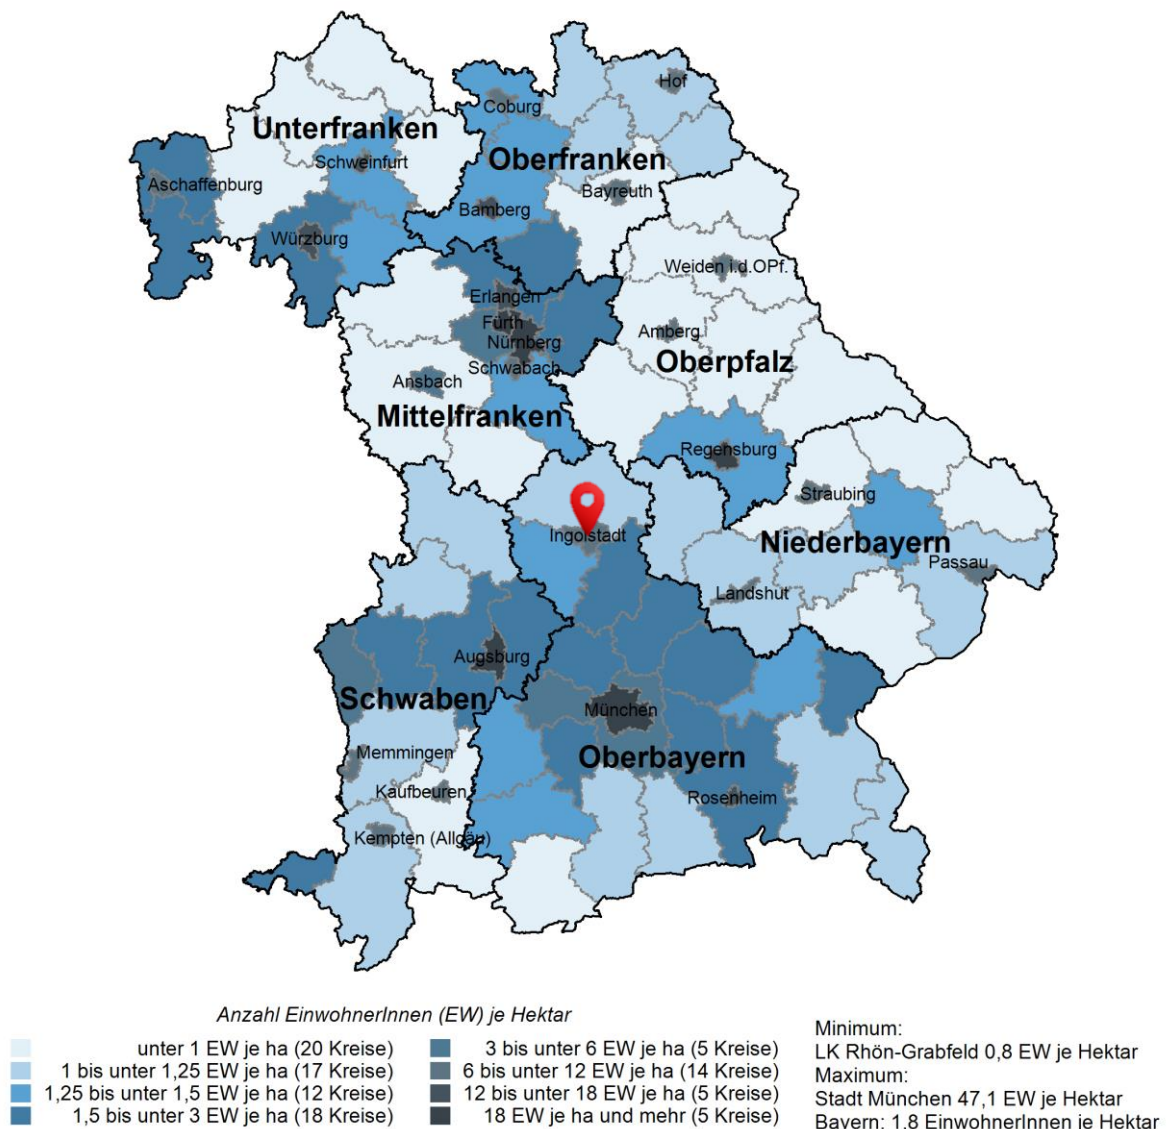 Hof
Coburg
Unterfranken
Oberfranken
Schweinfurt
Aschaffenburg
Bayreuth
Bamberg
Würzburg
Weiden i.d.OPf.
Erlangen
Fürth
Nürnberg
Amberg
Oberpfalz
Schwabach
Ansbach
Mittelfranken
Regensburg
Straubing
Ingolstadt
Niederbayern
Passau
Landshut
Augsburg
Schwaben
München
Memmingen
Oberbayern
Kaufbeuren
Rosenheim
Kempten (Allgäu)
Anzahl EinwohnerInnen (EW) je Hektar
unter 1 EW je ha (20 Kreise)
1 bis unter 1,25 EW je ha (17 Kreise)
1,25 bis unter 1,5 EW je ha (12 Kreise)
1,5 bis unter 3 EW je ha (18 Kreise)
3 bis unter 6 EW je ha (5 Kreise)
6 bis unter 12 EW je ha (14 Kreise)
12 bis unter 18 EW je ha (5 Kreise)
18 EW je ha und mehr (5 Kreise)
Minimum:
LK Rhön-Grabfeld 0,8 EW je Hektar
Maximum:
Stadt München 47,1 EW je Hektar
Bayern: 1,8 EinwohnerInnen je Hektar